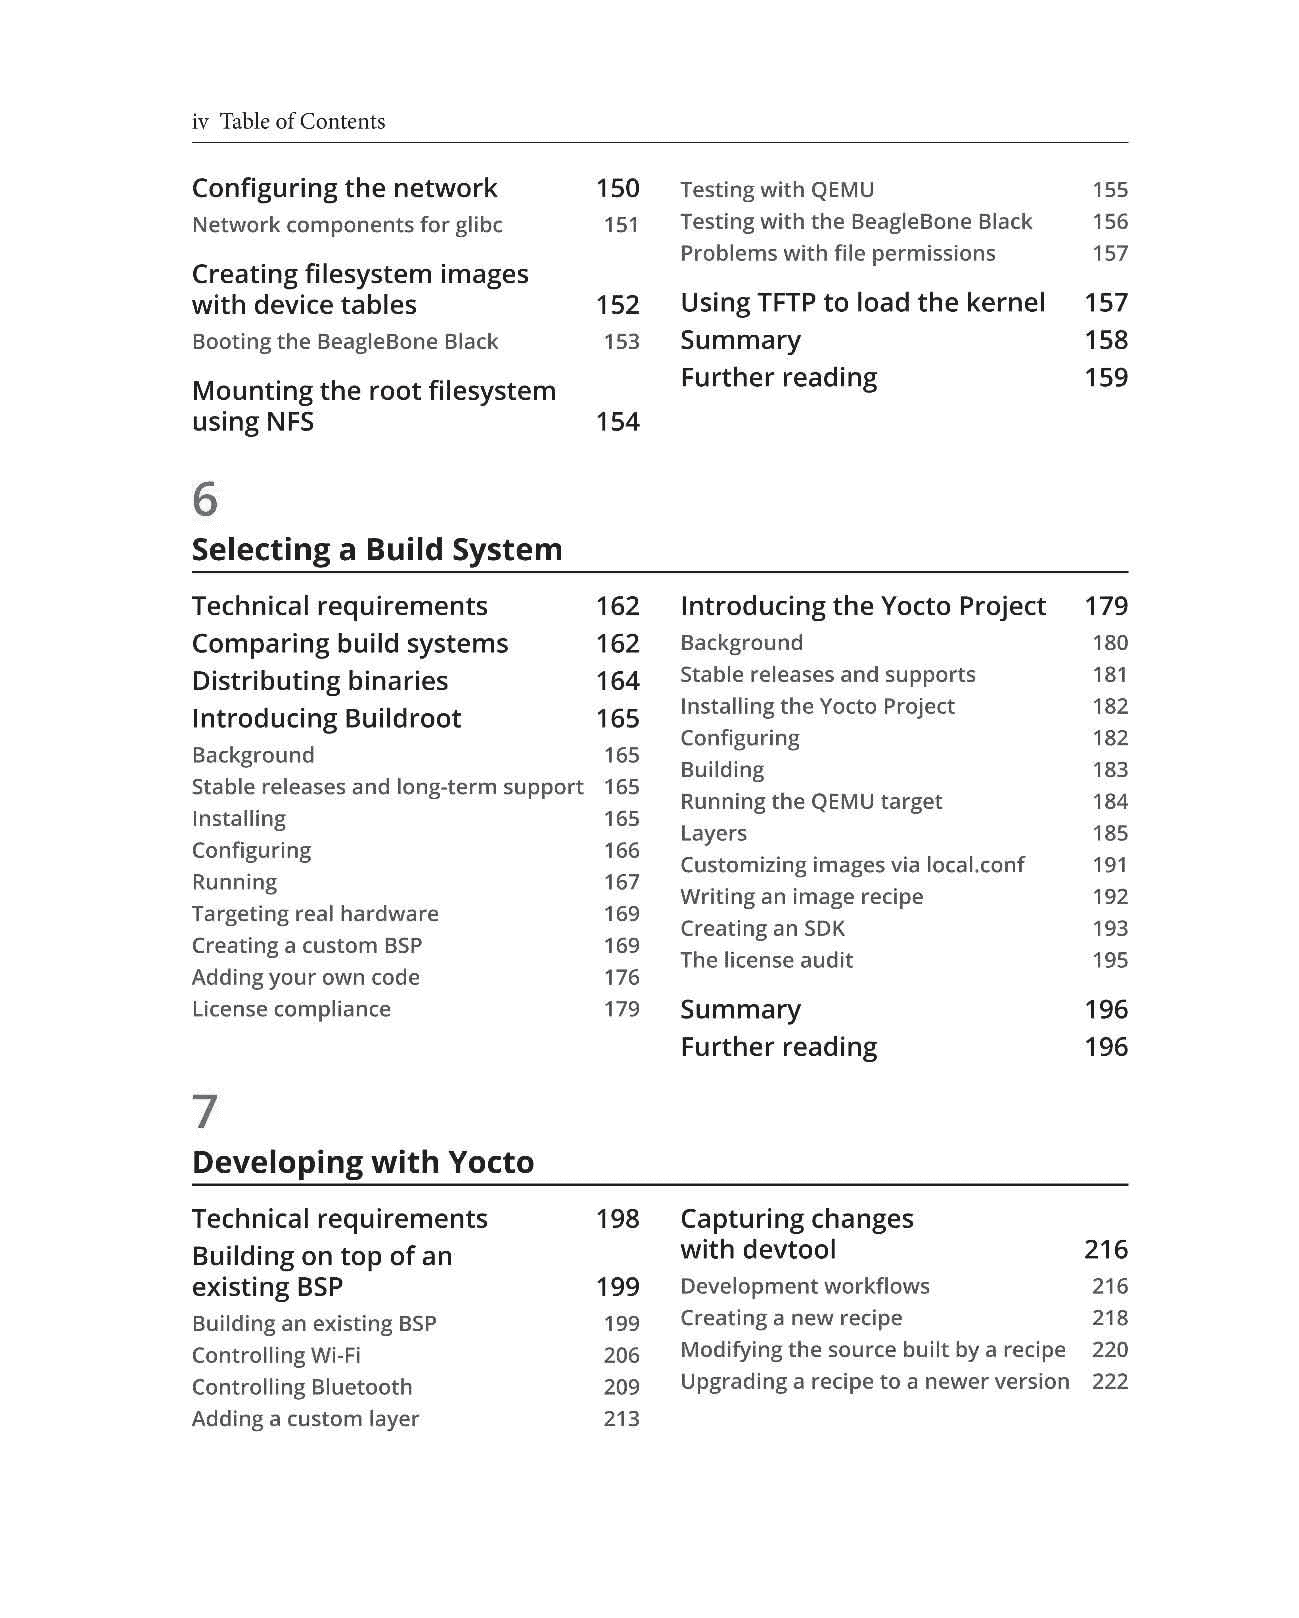 iv Table of Contents
Configuring the network 150
Network components for glibc 151
Creating filesystem images
with device tables 152
Booting the BeagleBone Black 153
Mounting the root filesystem
using NFS 154
Testing with QEMU 155
Testing with the BeagleBone Black 156
Problems with file permissions 157
Using TFTP to load the kernel 157
Summary 158
Further reading 159
6
Selecting a Build System
Technical requirements 162
Comparing build systems 162
Distributing binaries 164
Introducing Buildroot 165
Background 165
Stable releases and long-term support 165
Installing 165
Configuring 166
Running 167
Targeting real hardware 169
Creating a custom BSP 169
Adding your own code 176
License compliance 179
Introducing the Yocto Project 179
Background 180
Stable releases and supports 181
Installing the Yocto Project 182
Configuring 182
Building 183
Running the QEMU target 184
Layers 185
Customizing images via local.conf 191
Writing an image recipe 192
Creating an SDK 193
The license audit 195
Summary 196
Further reading 196
7
Developing with Yocto
Technical requirements 198
Building on top of an
existing BSP 199
Building an existing BSP 199
Controlling Wi-Fi 206
Controlling Bluetooth 209
Adding a custom layer 213
Capturing changes
with devtool 216
Development workflows 216
Creating a new recipe 218
Modifying the source built by a recipe 220
Upgrading a recipe to a newer version 222